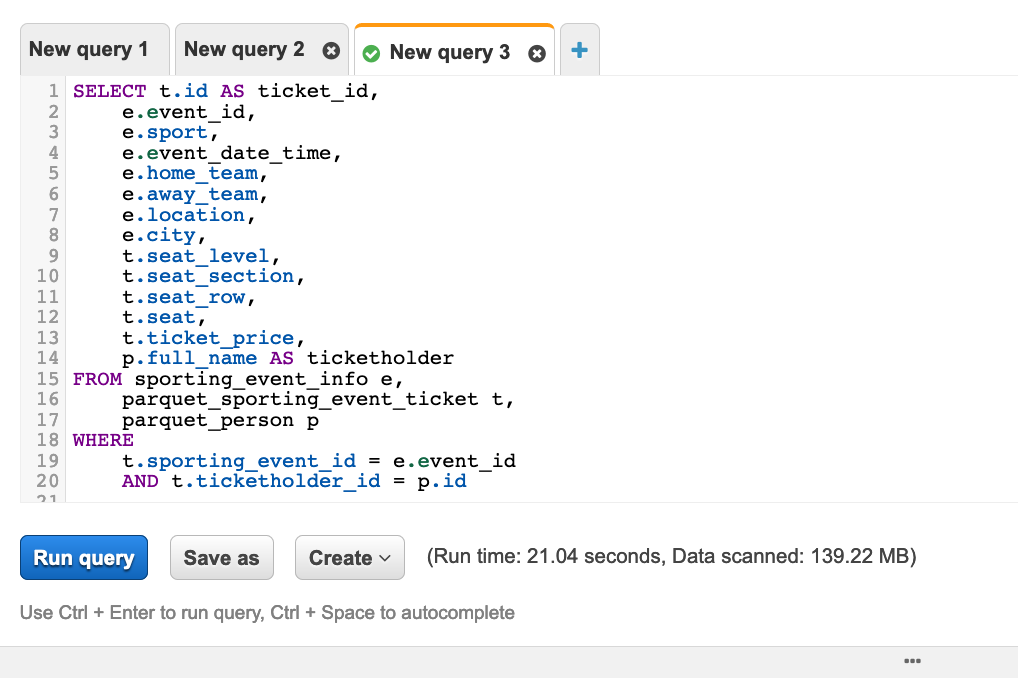 New query 1
New query 2
New query 3
+
1 SELECT t.id AS ticket_id,
2 e.event_id,
3 e.sport,
4 e.event_date_time,
5 e.home_team,
6 e.away_team,
7 e.location,
8 e.city,
9 t.seat_level,
10 t.seat_section,
11 t.seat_row,
12 t.seat,
13 t.ticket_price,
14 p.full_name AS ticketholder
15 FROM sporting_event_info e,
16 parquet_sporting_event_ticket t,
17 parquet_person p
18 WHERE
19 t.sporting_event_id = e.event_id
20 AND t.ticketholder_id = p.id
21
Run query
Save as
Create
(Run time: 21.04 seconds, Data scanned: 139.22 MB)
Use Ctrl + Enter to run query, Ctrl + Space to autocomplete